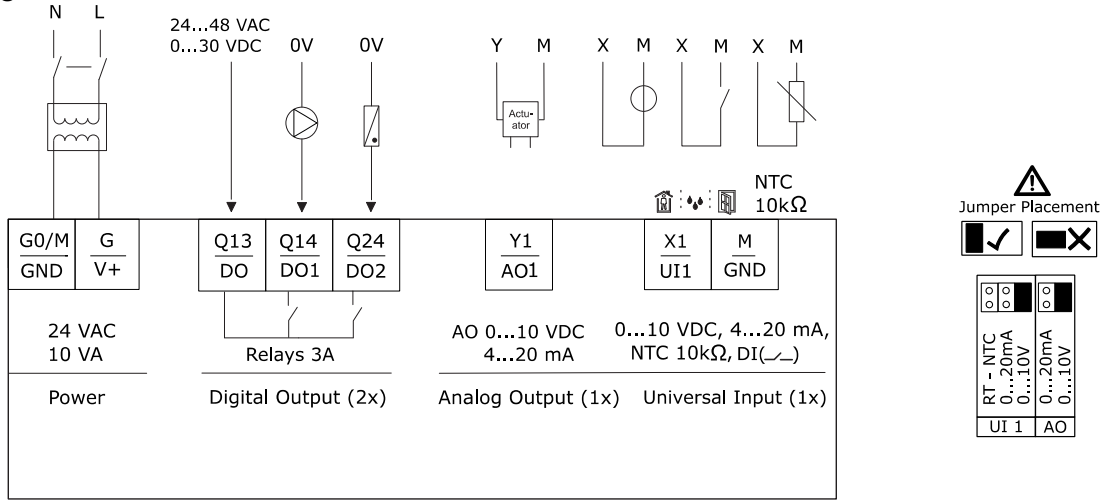 N L
24...48 VAC
0...30 VDC 0V 0V
Y M X M X M X M
Actu-
ator
NTC
10kΩ
G0/M
GND
G
V+
Q13
DO
Q14
DO1
Q24
DO2
Y1
AO1
X1
UI1
M
GND
24 VAC
10 VA
Relays 3A
AO 0...10 VDC
4...20 mA
0...10 VDC, 4...20 mA,
NTC 10kΩ, DI( )
Power
Digital Output (2x)
Analog Output (1x)
Universal Input (1x)
Jumper Placement
RT - NTC
0...20mA
0...10V
0...20mA
0...10V
UI 1
AO